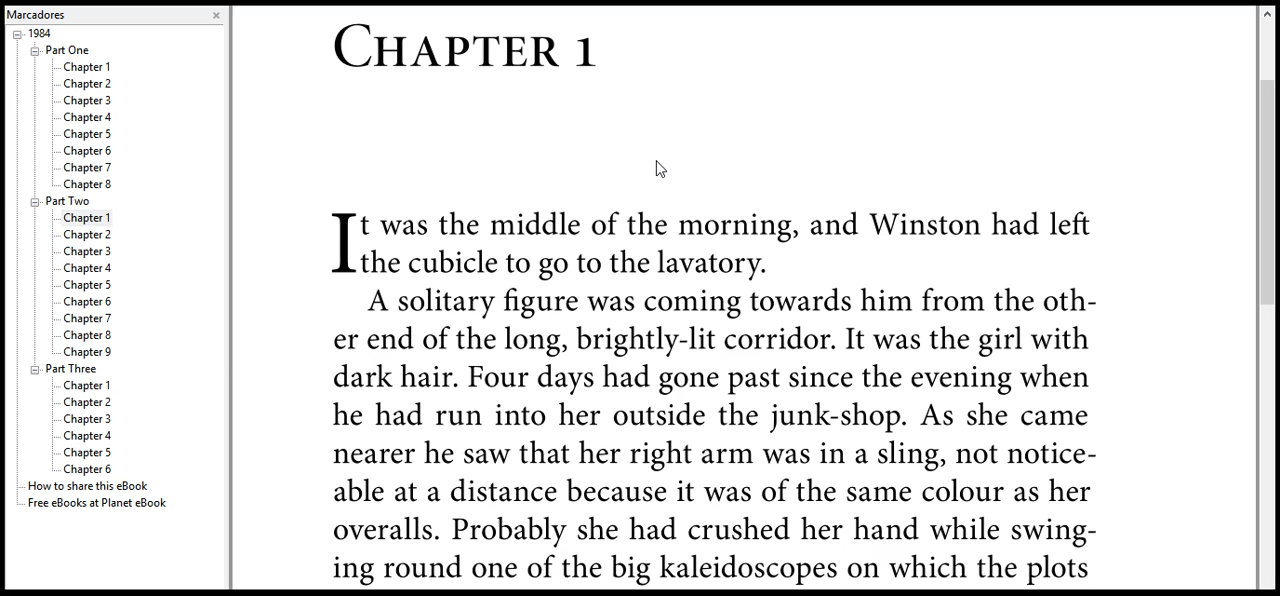 Marcadores
1984
Part One
Chapter 1
Chapter 2
Chapter 3
Chapter 4
Chapter 5
Chapter 6
Chapter 7
Chapter 8
Part Two
Chapter 1
Chapter 2
Chapter 3
Chapter 4
Chapter 5
Chapter 6
Chapter 7
Chapter 8
Chapter 9
Part Three
Chapter 1
Chapter 2
Chapter 3
Chapter 4
Chapter 5
Chapter 6
How to share this eBook
Free eBooks at Planet eBook
Chapter 1
It was the middle of the morning, and Winston had left
the cubicle to go to the lavatory.
A solitary figure was coming towards him from the oth-
er end of the long, brightly-lit corridor. It was the girl with
dark hair. Four days had gone past since the evening when
he had run into her outside the junk-shop. As she came
nearer he saw that her right arm was in a sling, not notice-
able at a distance because it was of the same colour as her
overalls. Probably she had crushed her hand while swing-
ing round one of the big kaleidoscopes on which the plots